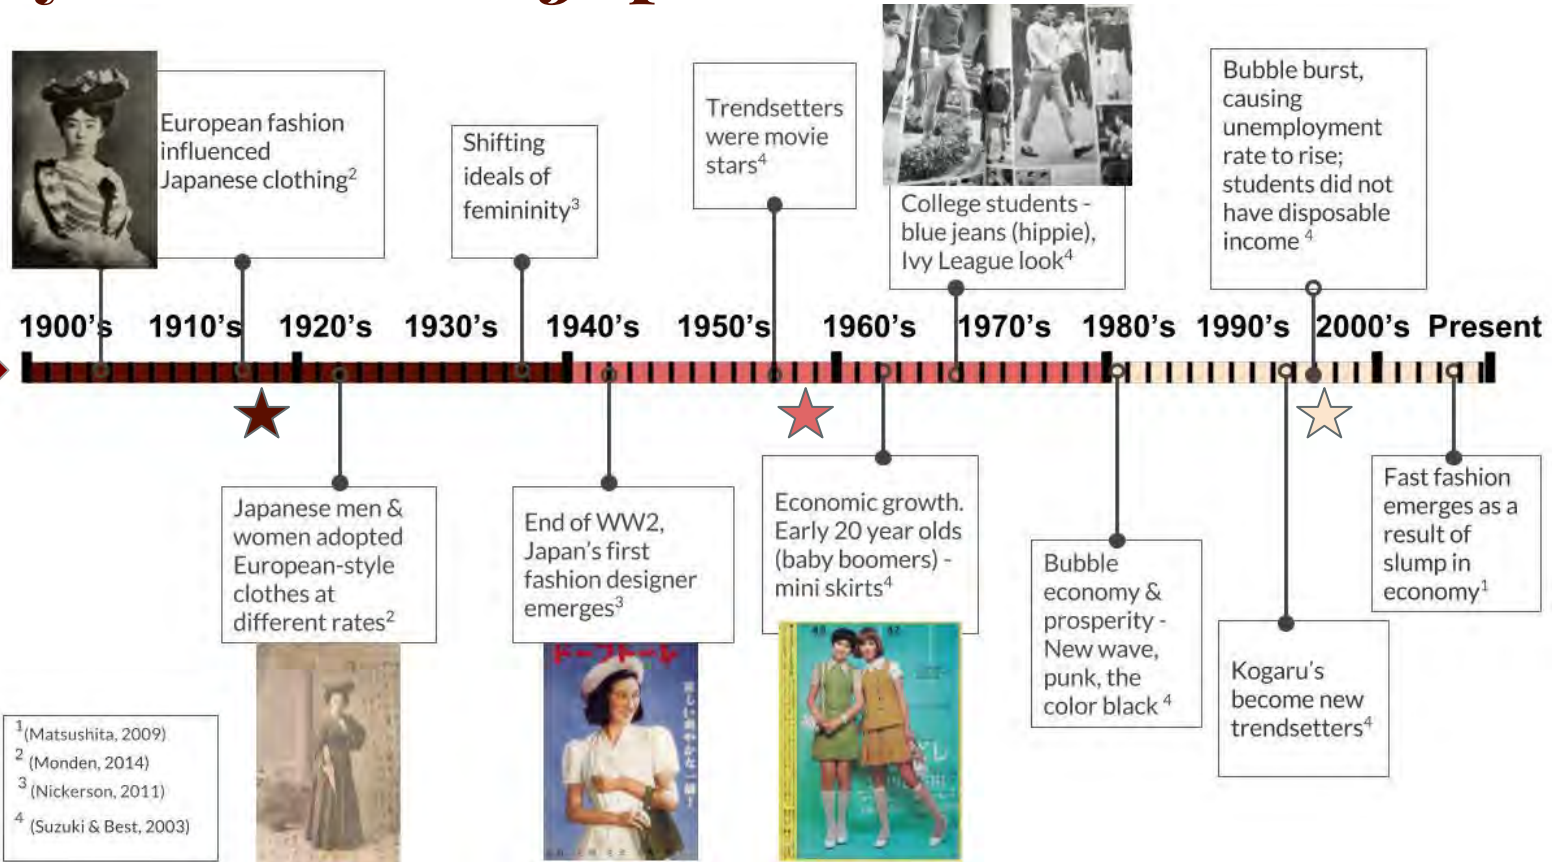 European fashion
influenced
Japanese clothing²
Shifting
ideals of
femininity³
Trendsetters
were movie
stars⁴
College students -
blue jeans (hippie),
Ivy League look⁴
Bubble burst,
causing
unemployment
rate to rise;
students did not
have disposable
income ⁴
1900's 1910's 1920's 1930's 1940's 1950's 1960's 1970's 1980's 1990's 2000's Present
Japanese men &
women adopted
European-style
clothes at
different rates²
End of WW2,
Japan's first
fashion designer
emerges³
Economic growth.
Early 20 year olds
(baby boomers) -
mini skirts⁴
Bubble
economy &
prosperity -
New wave,
punk, the
color black ⁴
Kogaru's
become new
trendsetters⁴
Fast fashion
emerges as a
result of
slump in
economy¹
¹(Matsushita, 2009)
² (Monden, 2014)
³ (Nickerson, 2011)
⁴ (Suzuki & Best, 2003)